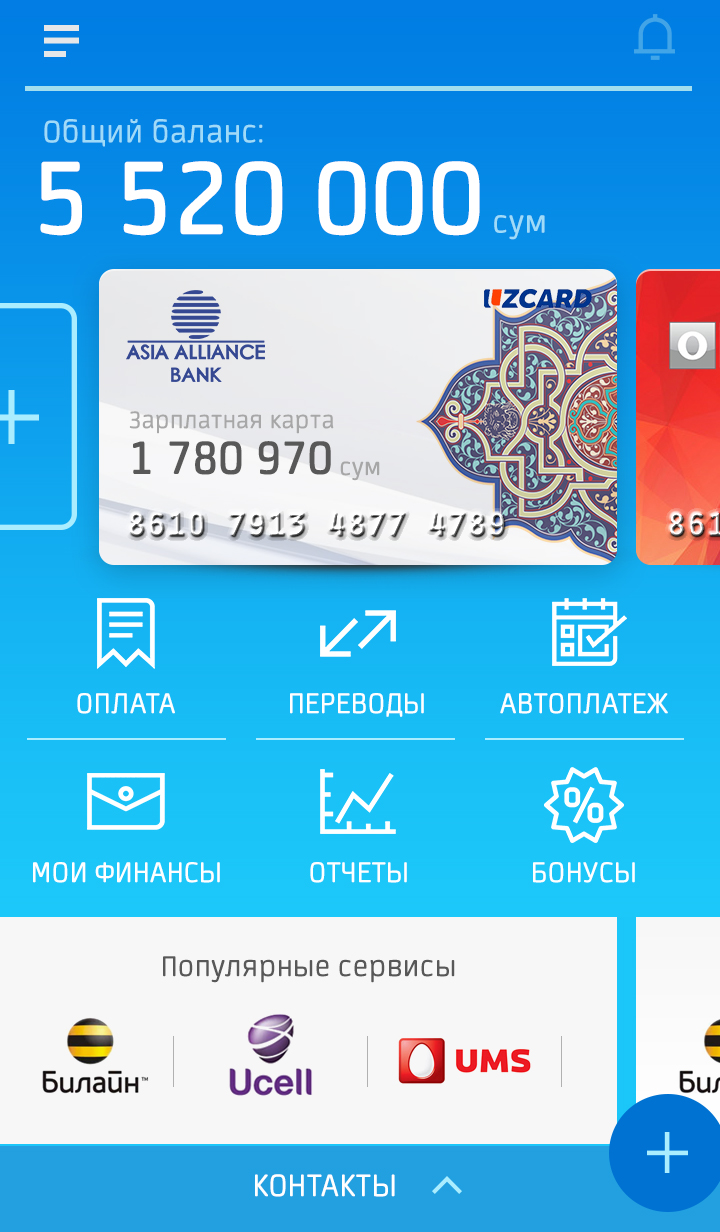 Общий баланс:
5 520 000 сум
UZCARD
ASIA ALLIANCE
BANK
Зарплатная карта
1 780 970 сум
8610 7913 4877 4789
861
ОПЛАТА
ПЕРЕВОДЫ
АВТОПЛАТЕЖ
МОИ ФИНАНСЫ
ОТЧЕТЫ
БОНУСЫ
Популярные сервисы
Билайн™
Ucell
UMS
КОНТАКТЫ